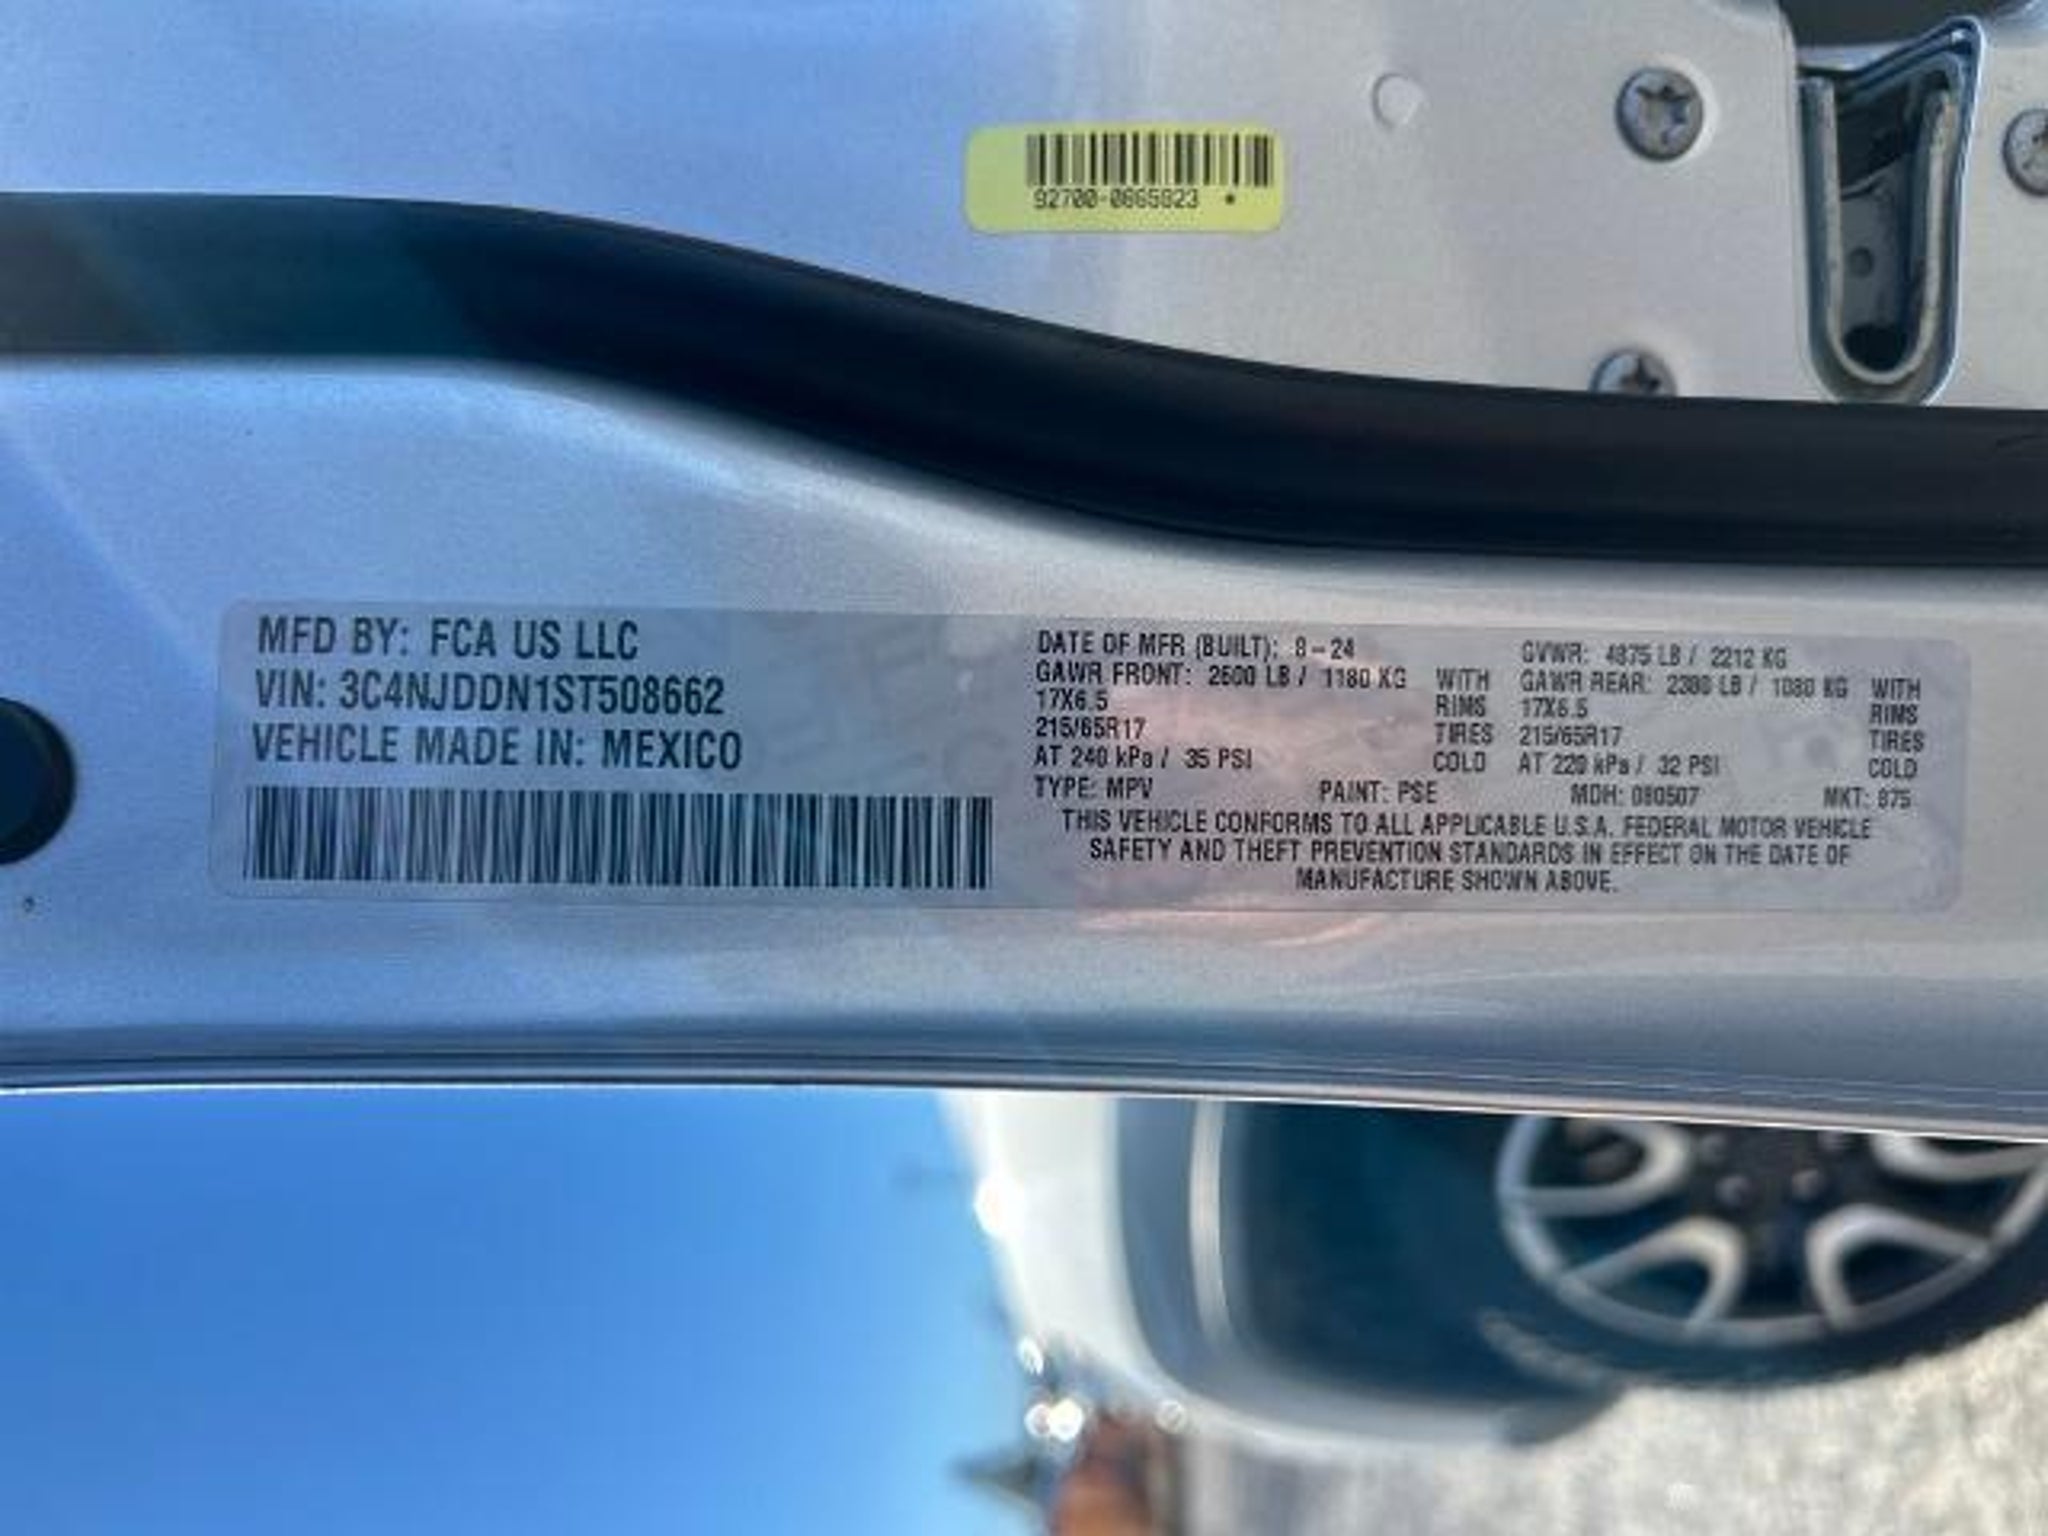 92700-0665823 *
MFD BY: FCA US LLC
VIN: 3C4NJDDN1ST508662
VEHICLE MADE IN: MEXICO
DATE OF MFR (BUILT): 8-24 GVWR: 4875 LB / 2212 KG
GAWR FRONT: 2600 LB / 1180 KG WITH GAWR REAR: 2380 LB / 1080 KG WITH
17X6.5 RIMS 17X6.5 RIMS
215/65R17 TIRES 215/65R17 TIRES
AT 240 kPa / 35 PSI COLD AT 220 kPa / 32 PSI COLD
TYPE: MPV PAINT: PSE MDH: 080507 MKT: 875
THIS VEHICLE CONFORMS TO ALL APPLICABLE U.S.A. FEDERAL MOTOR VEHICLE
SAFETY AND THEFT PREVENTION STANDARDS IN EFFECT ON THE DATE OF
MANUFACTURE SHOWN ABOVE.